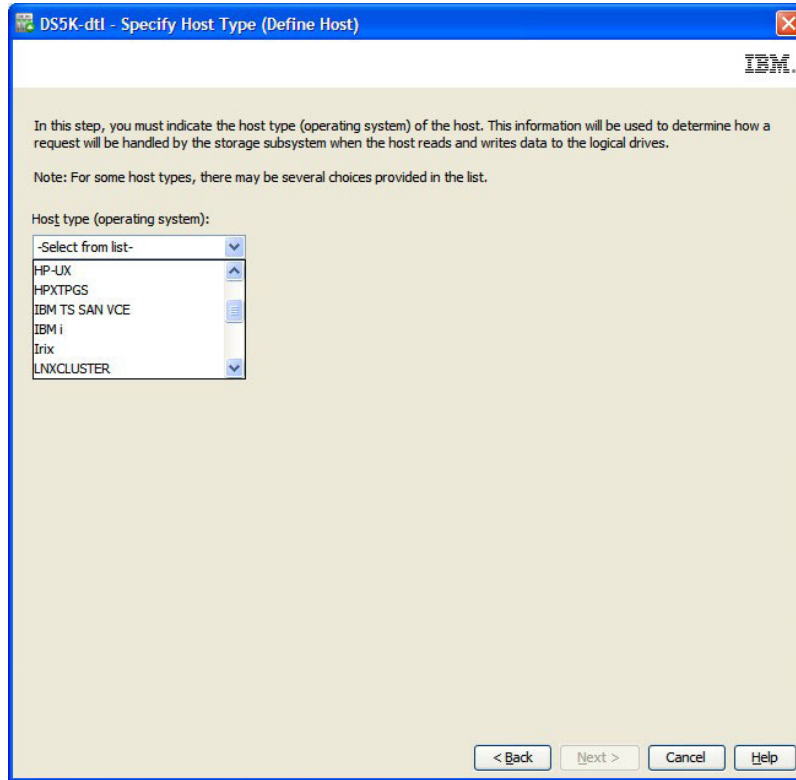 DS5K-dtl - Specify Host Type (Define Host)
IBM.
In this step, you must indicate the host type (operating system) of the host. This information will be used to determine how a
request will be handled by the storage subsystem when the host reads and writes data to the logical drives.
Note: For some host types, there may be several choices provided in the list.
Host type (operating system):
-Select from list-
HP-UX
HPXTPGS
IBM TS SAN VCE
IBM i
Irix
LNXCLUSTER
< Back Next > Cancel Help